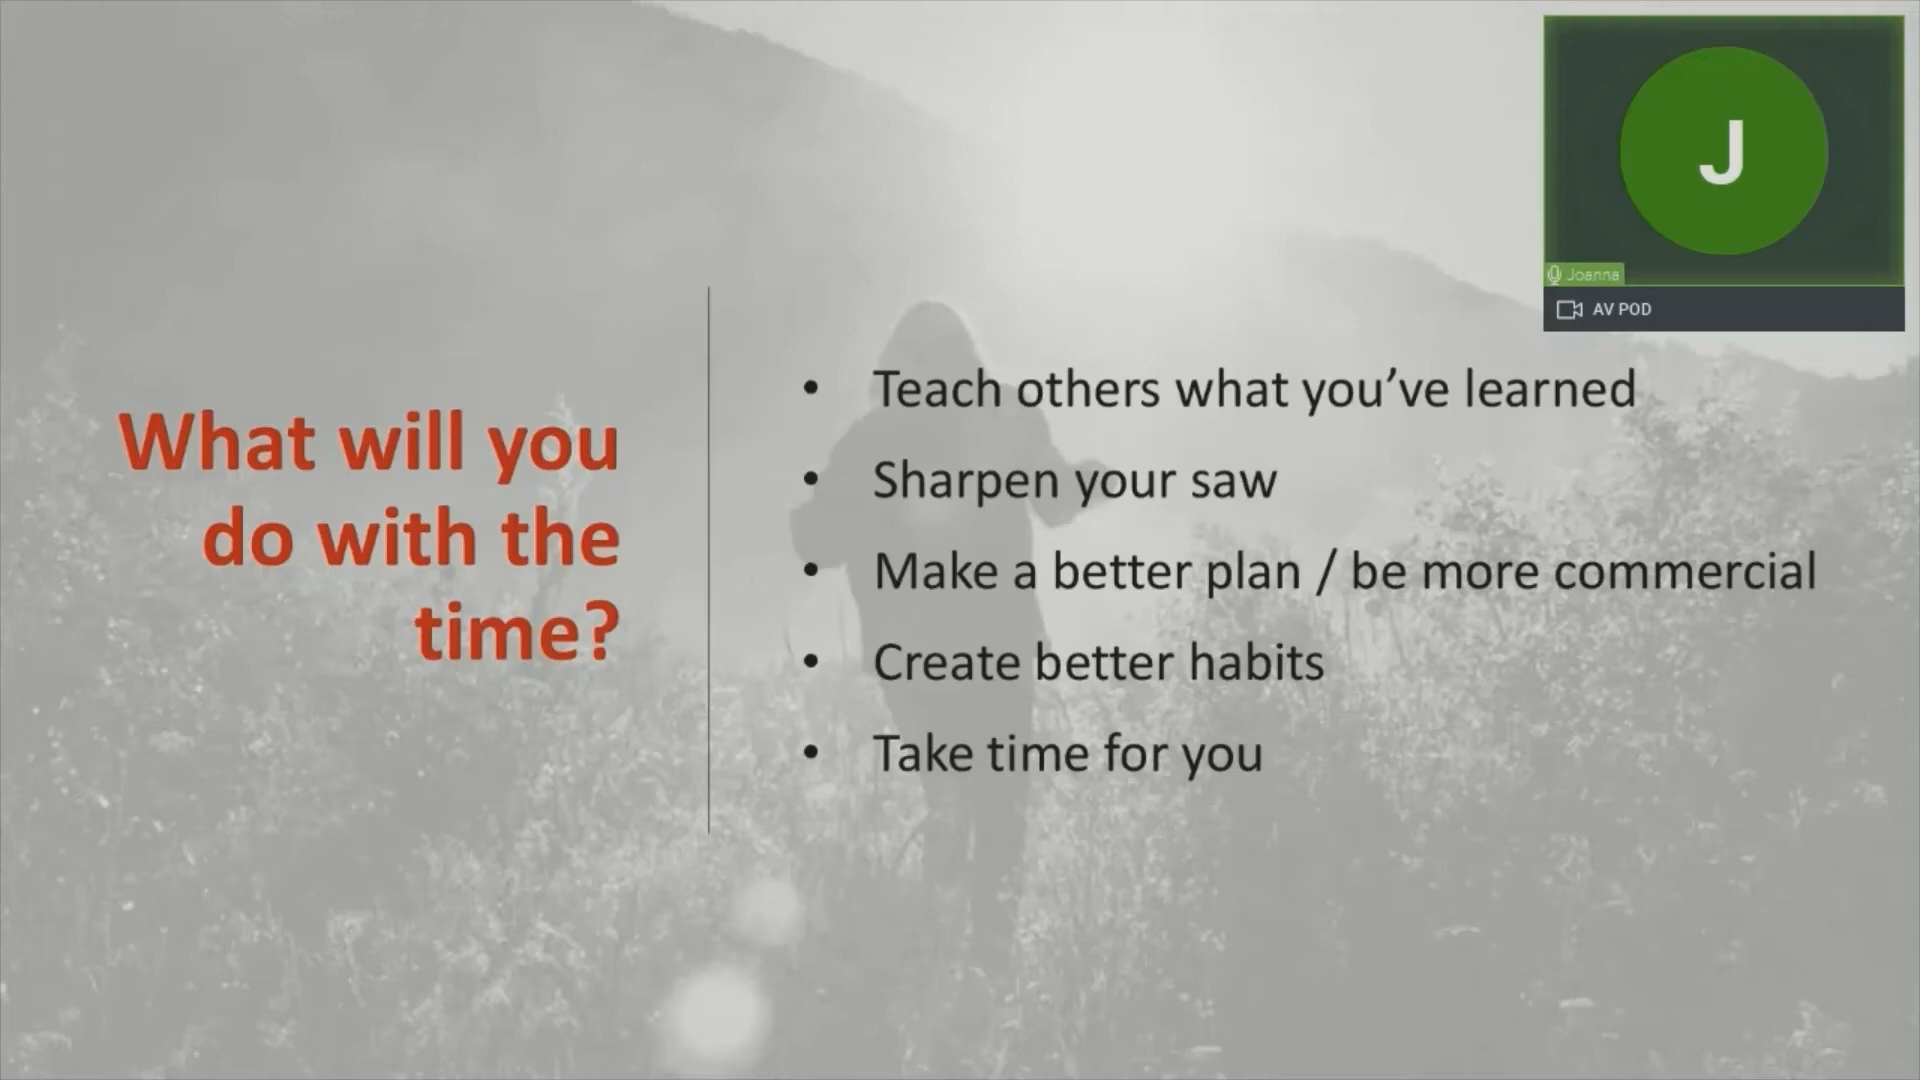 J
Joanna
AV POD
What will you
do with the
time?
• Teach others what you’ve learned
• Sharpen your saw
• Make a better plan / be more commercial
• Create better habits
• Take time for you